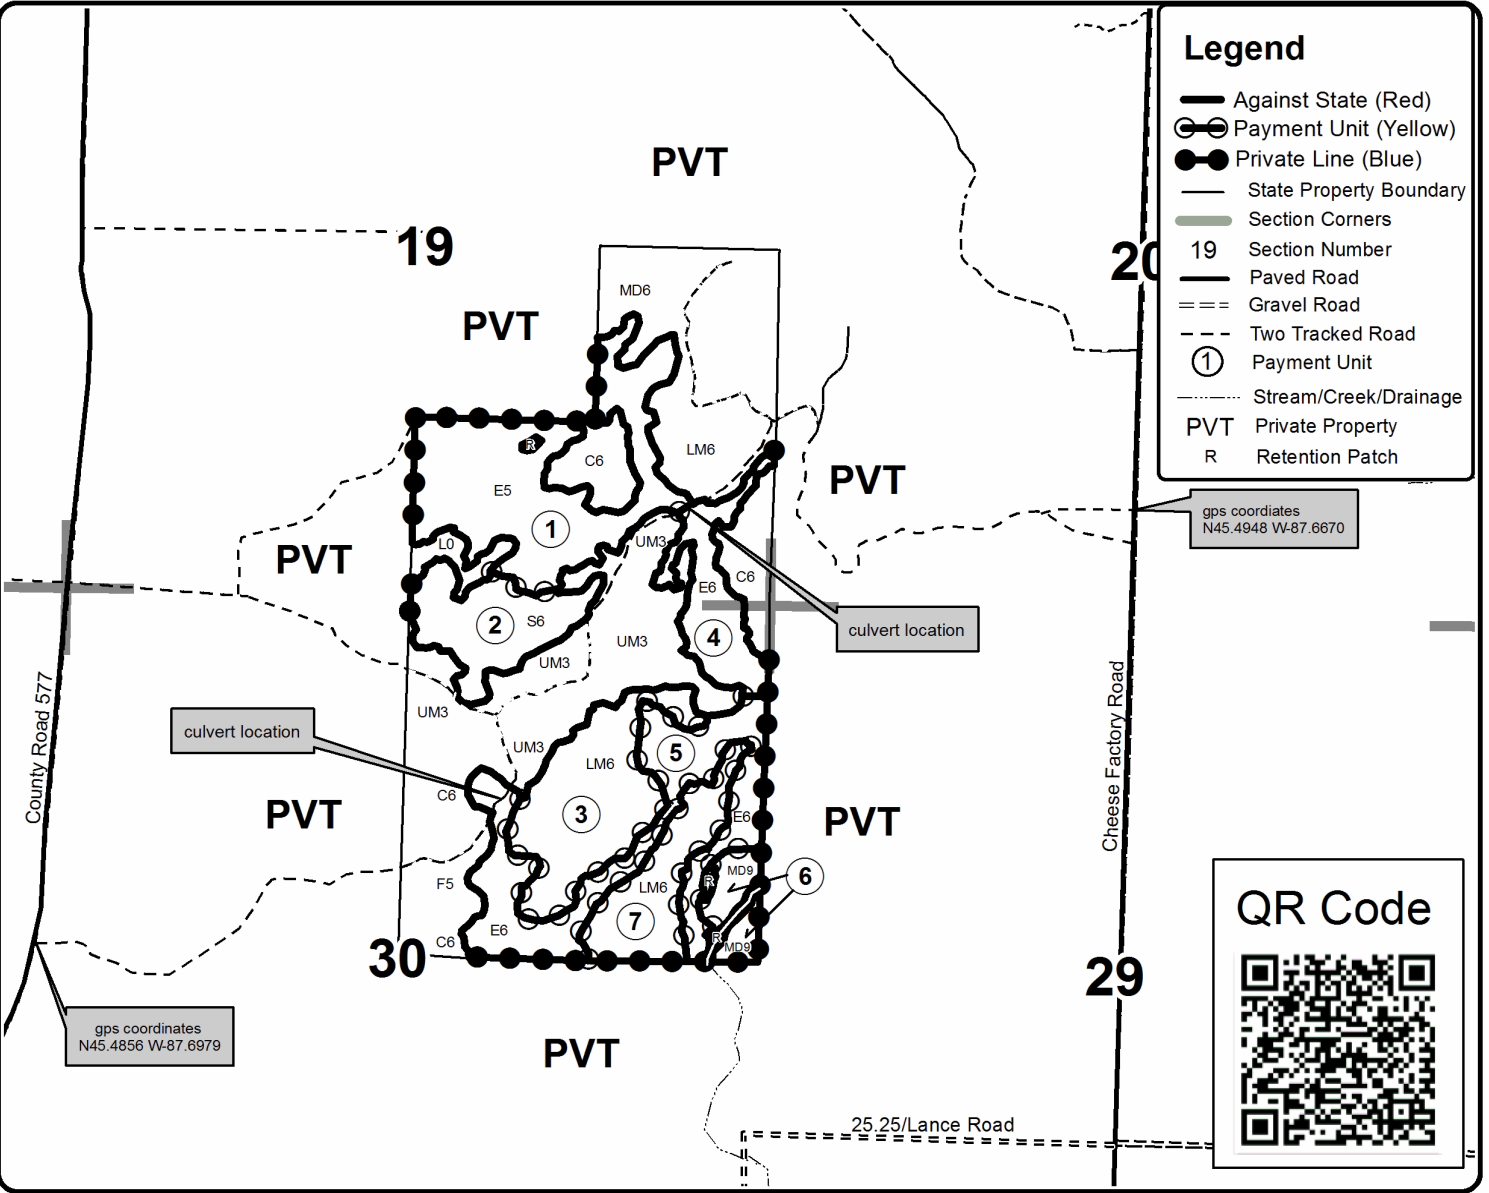 Legend
Against State (Red)
Payment Unit (Yellow)
Private Line (Blue)
State Property Boundary
Section Corners
19 Section Number
Paved Road
Gravel Road
Two Tracked Road
1 Payment Unit
Stream/Creek/Drainage
PVT Private Property
R Retention Patch
PVT
19
20
MD6
PVT
R
C6
LM6
E5
PVT
gps coordiates
N45.4948 W-87.6670
1
L0
UM3
PVT
E6
C6
2
S6
4
culvert location
UM3
UM3
UM3
culvert location
UM3
LM6
5
County Road 577
Cheese Factory Road
C6
PVT
3
E6
PVT
R
MD9
6
F5
LM6
7
E6
C6
R
MD9
30
29
gps coordinates
N45.4856 W-87.6979
PVT
25.25/Lance Road
QR Code